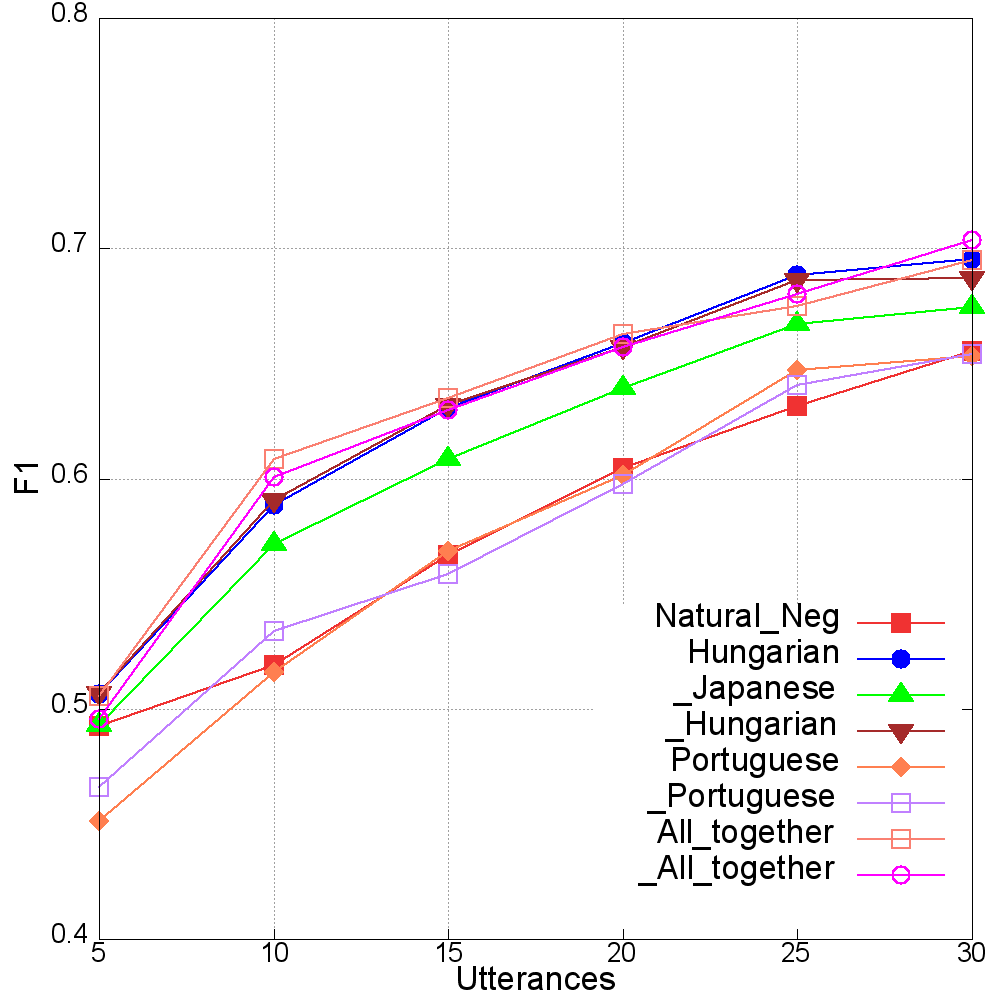 0.8
0.7
0.6
0.5
0.4
F1
Natural_Neg
Hungarian
_Japanese
_Hungarian
Portuguese
_Portuguese
All_together
_All_together
5 10 15 20 25 30
Utterances